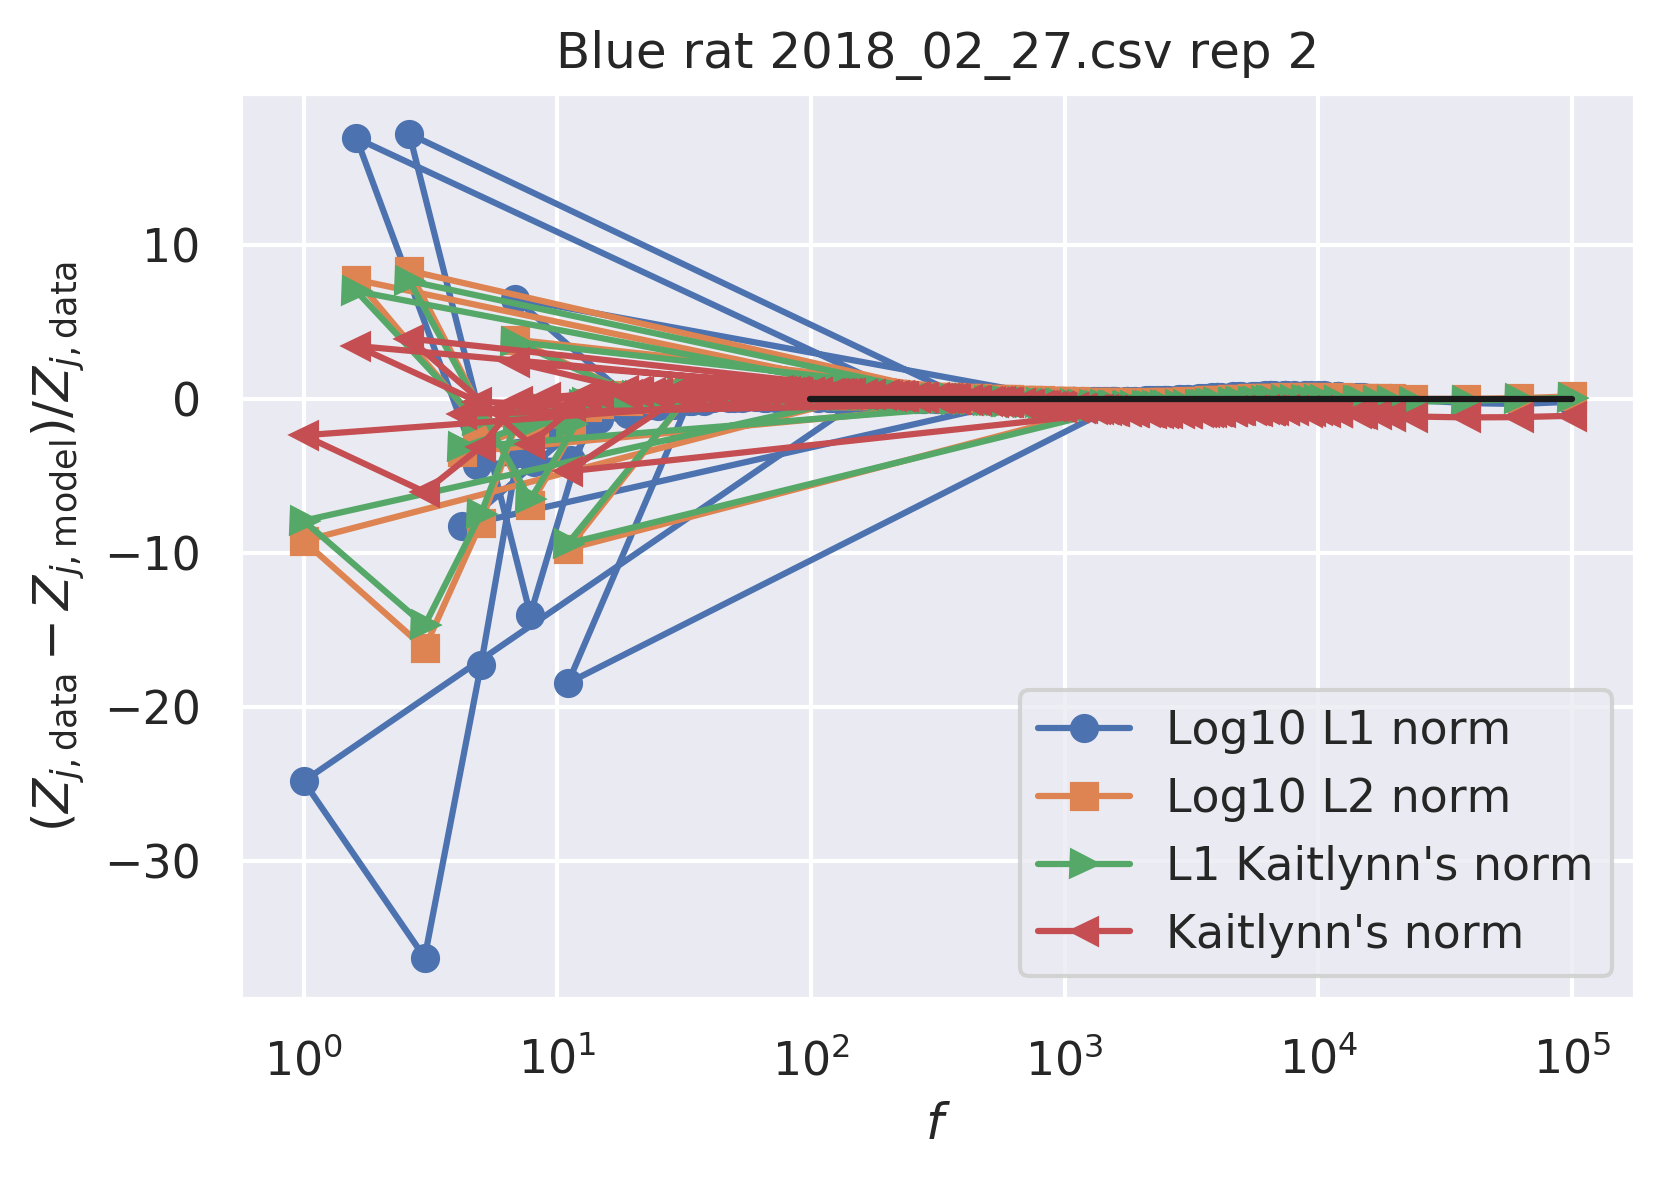 Blue rat 2018_02_27.csv rep 2
(Z_{j, data} − Z_{j, model})/Z_{j, data}
10
0
−10
−20
−30
Log10 L1 norm
Log10 L2 norm
L1 Kaitlynn's norm
Kaitlynn's norm
10^0 10^1 10^2 10^3 10^4 10^5
f